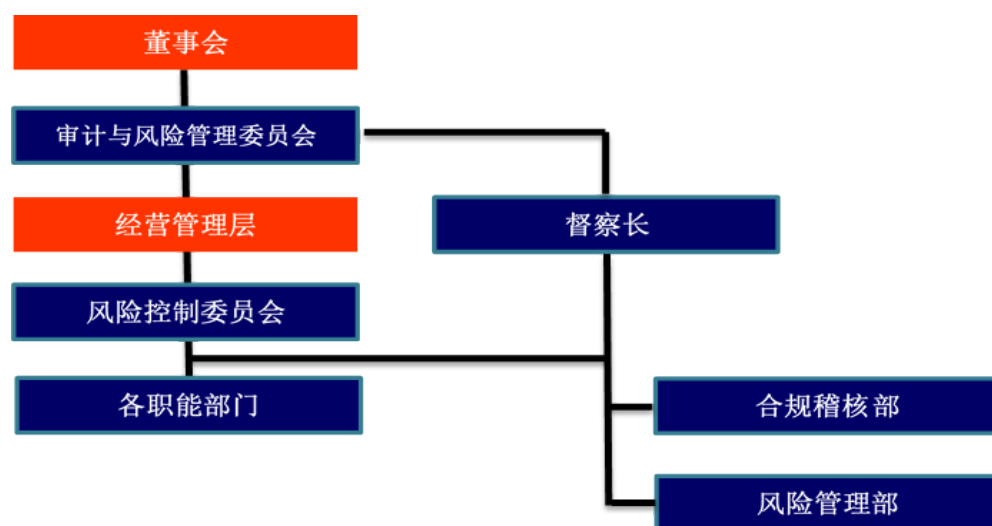 董事会
审计与风险管理委员会
经营管理层
督察长
风险控制委员会
各职能部门
合规稽核部
风险管理部